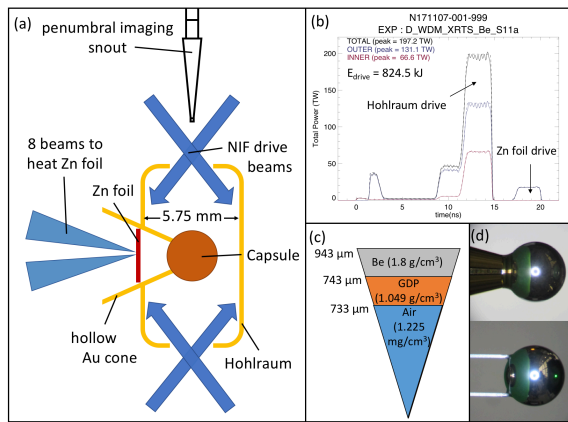 (a)
penumbral imaging
snout
8 beams to
heat Zn foil
NIF drive
beams
Zn foil
5.75 mm
Capsule
hollow
Au cone
Hohlraum
(b)
N171107-001-999
EXP : D_WDM_XRTS_Be_S11a
TOTAL (peak = 197.2 TW)
OUTER (peak = 131.1 TW)
INNER (peak = 66.6 TW)
E_drive = 824.5 kJ
Hohlraum drive
Zn foil drive
Total Power (TW)
200
150
100
50
0
0 5 10 15 20
time(ns)
(c)
943 µm
Be (1.8 g/cm³)
743 µm
GDP
(1.049 g/cm³)
733 µm
Air
(1.225
mg/cm³)
(d)